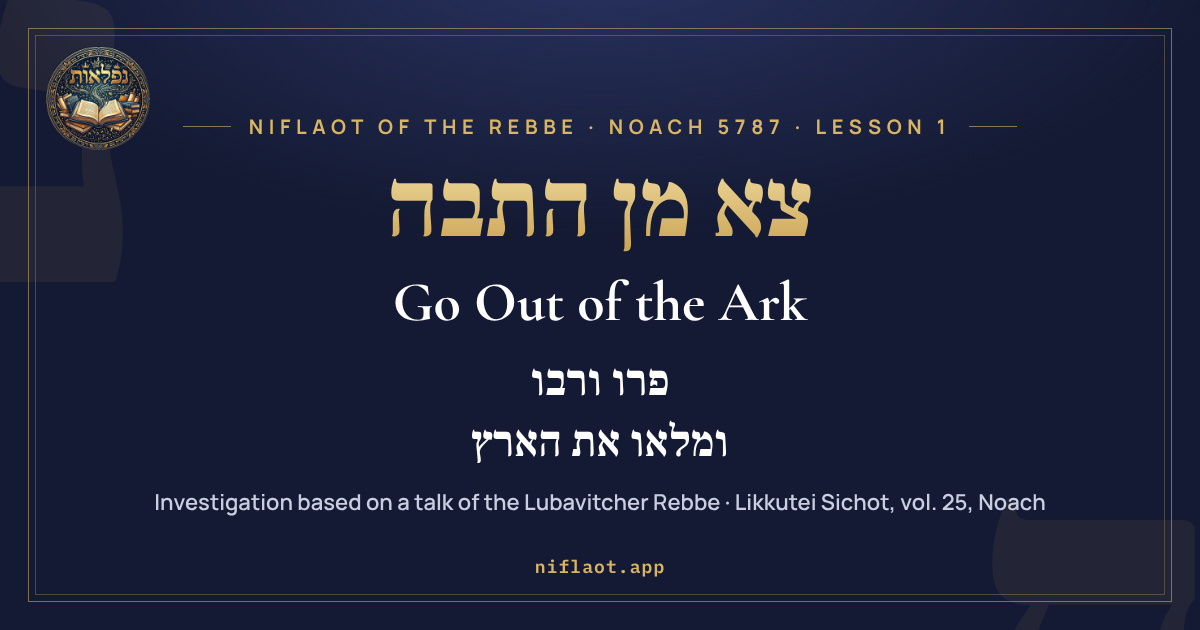 נפלאות
NIFLAOT OF THE REBBE · NOACH 5787 · LESSON 1
צא מן התבה
Go Out of the Ark
פרו ורבו
ומלאו את הארץ
Investigation based on a talk of the Lubavitcher Rebbe · Likkutei Sichot, vol. 25, Noach
niflaot.app